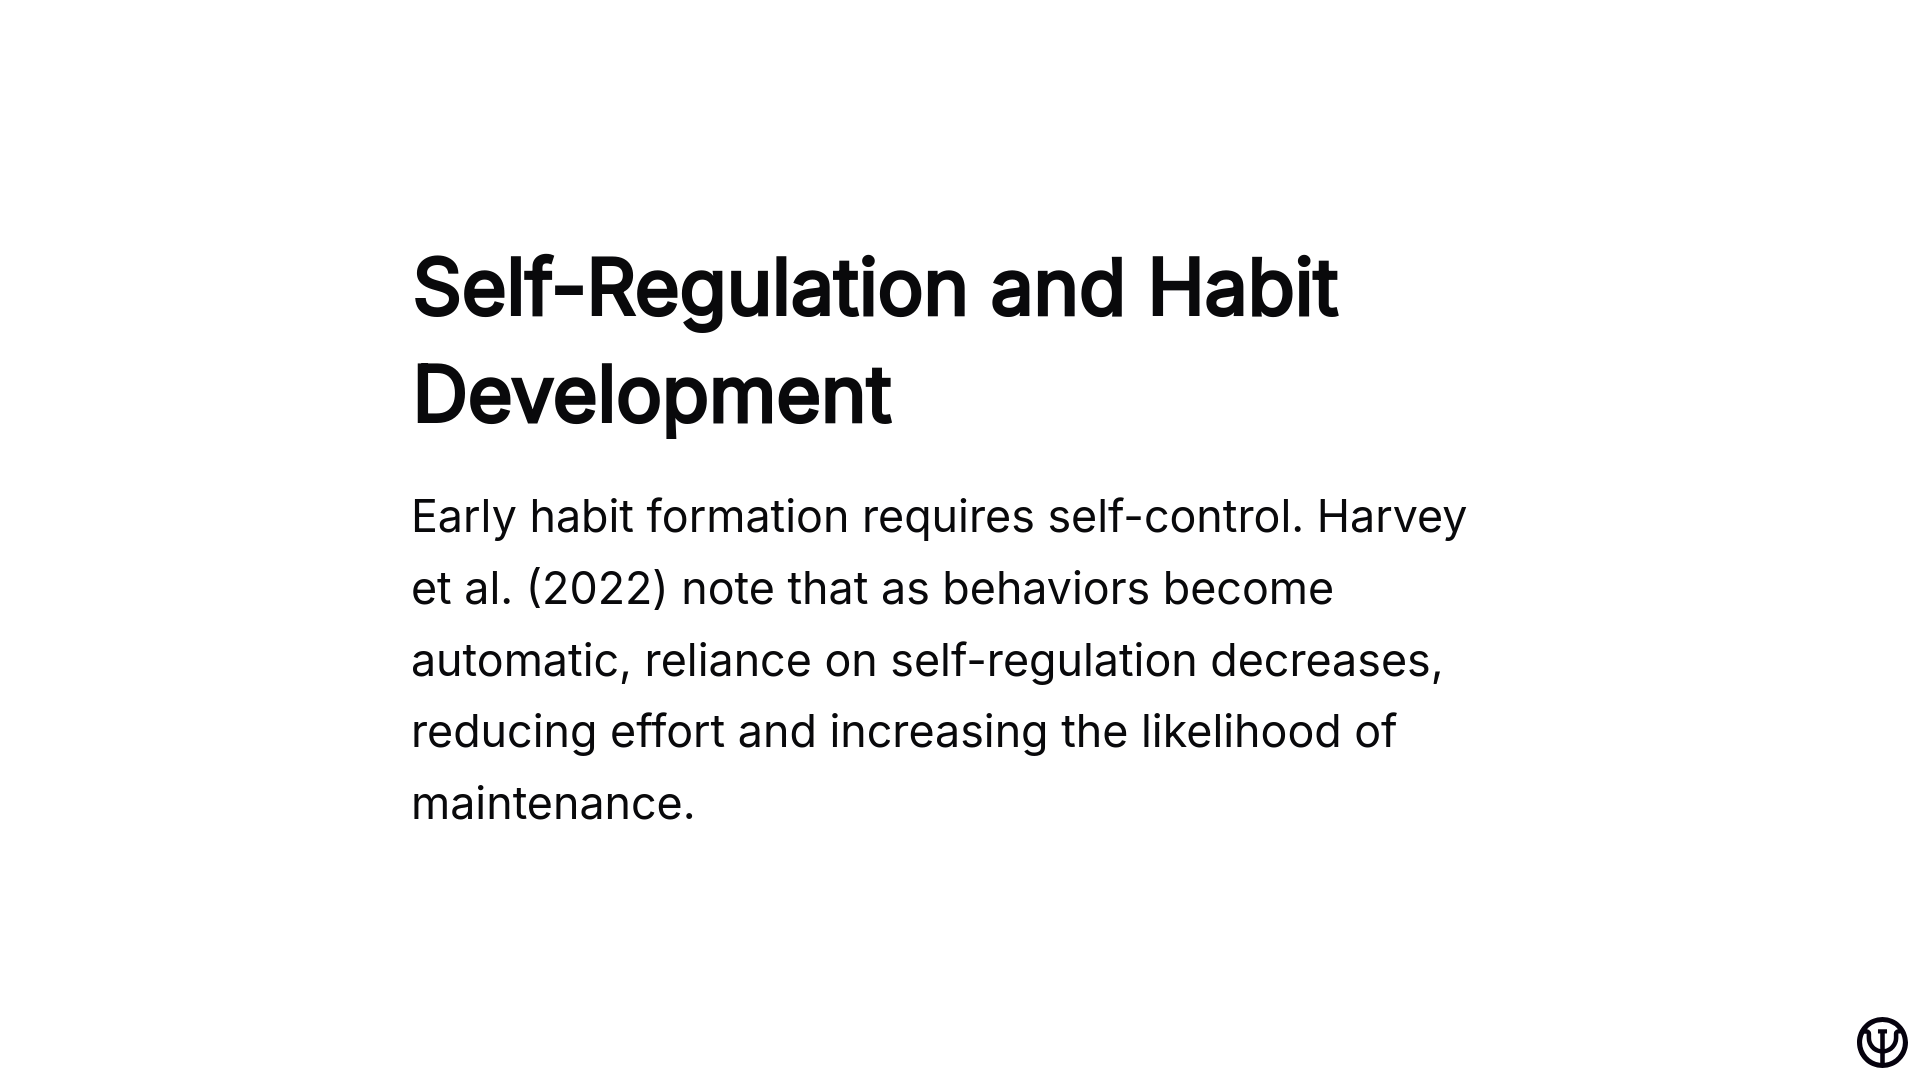 Self-Regulation and Habit
Development
Early habit formation requires self-control. Harvey
et al. (2022) note that as behaviors become
automatic, reliance on self-regulation decreases,
reducing effort and increasing the likelihood of
maintenance.